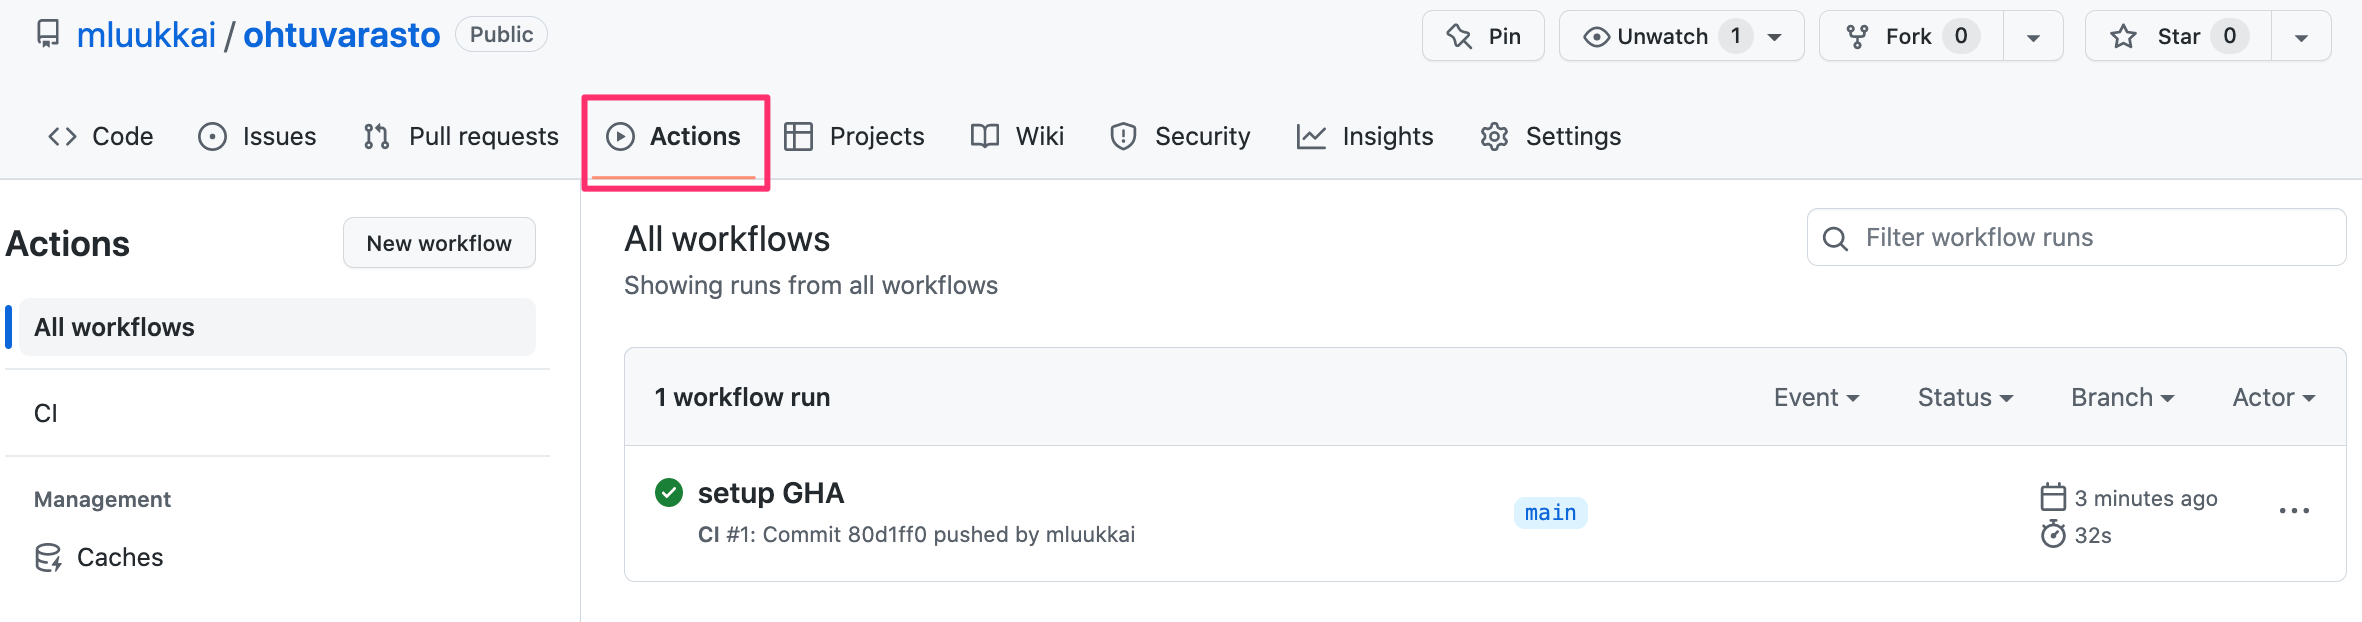 mluukkai / ohtuvarasto Public Pin Unwatch 1 Fork 0 Star 0
Code Issues Pull requests Actions Projects Wiki Security Insights Settings
Actions New workflow
All workflows
CI
Management
Caches
All workflows
Filter workflow runs
Showing runs from all workflows
1 workflow run Event Status Branch Actor
setup GHA
CI #1: Commit 80d1ff0 pushed by mluukkai
main
3 minutes ago
32s